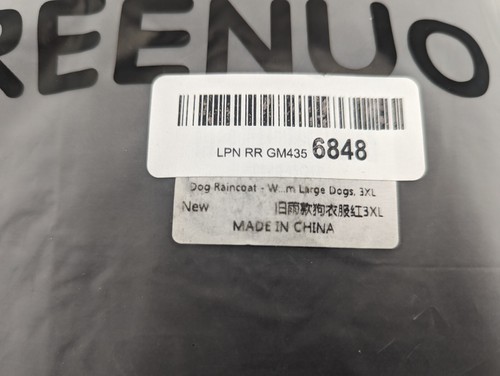 REENUO
LPN RR GM435 6848
Dog Raincoat - W...m Large Dogs, 3XL
New 旧雨款狗衣服红3XL
MADE IN CHINA